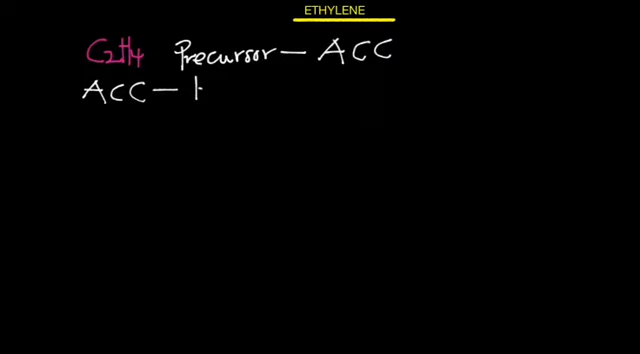 ETHYLENE
C2H4 Precursor – ACC
ACC –